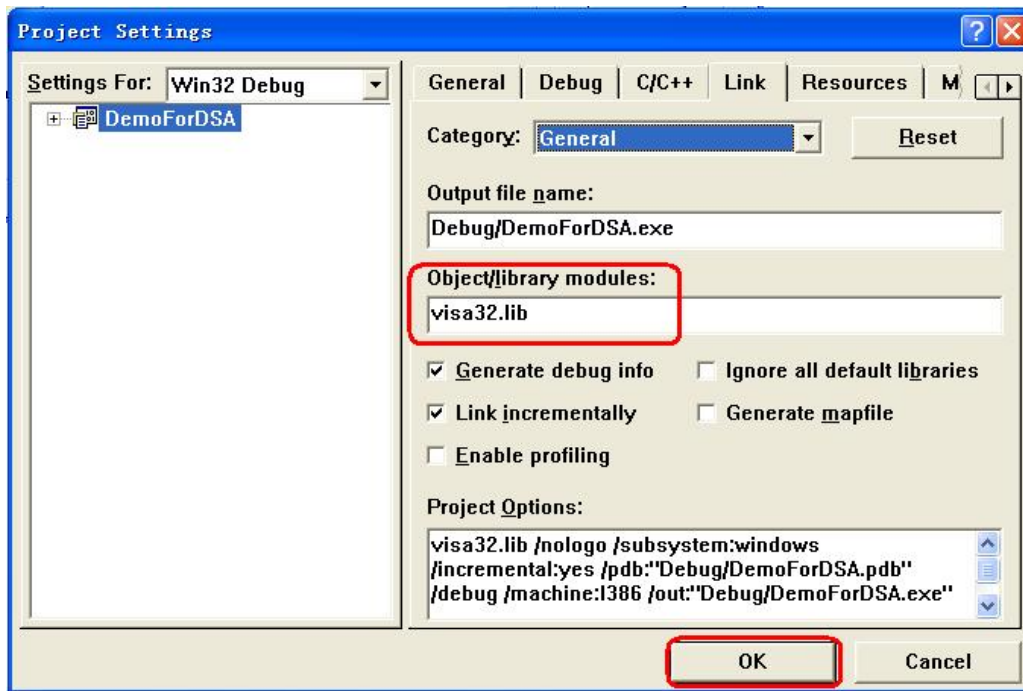 Project Settings
Settings For: Win32 Debug
DemoForDSA
General Debug C/C++ Link Resources M
Category: General Reset
Output file name:
Debug/DemoForDSA.exe
Object/library modules:
visa32.lib
Generate debug info Ignore all default libraries
Link incrementally Generate mapfile
Enable profiling
Project Options:
visa32.lib /nologo /subsystem:windows
/incremental:yes /pdb:"Debug/DemoForDSA.pdb"
/debug /machine:I386 /out:"Debug/DemoForDSA.exe"
OK Cancel